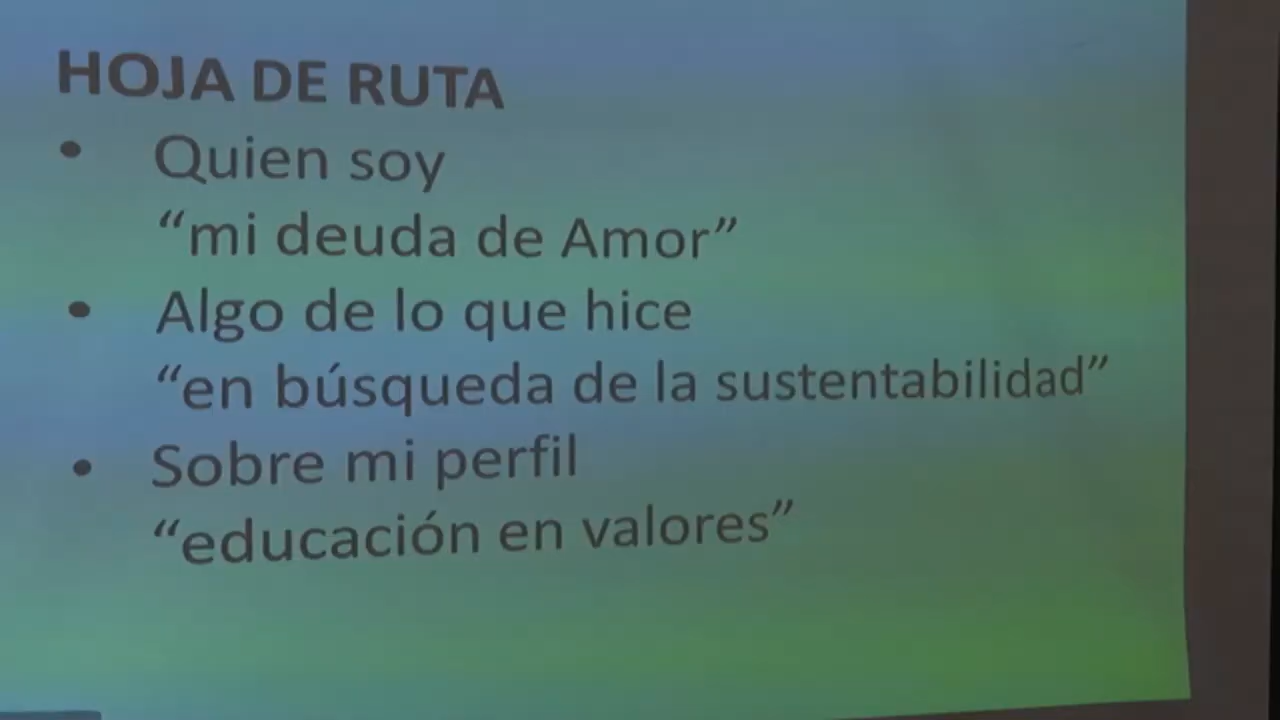 HOJA DE RUTA
• Quien soy
“mi deuda de Amor”
• Algo de lo que hice
“en búsqueda de la sustentabilidad”
• Sobre mi perfil
“educación en valores”